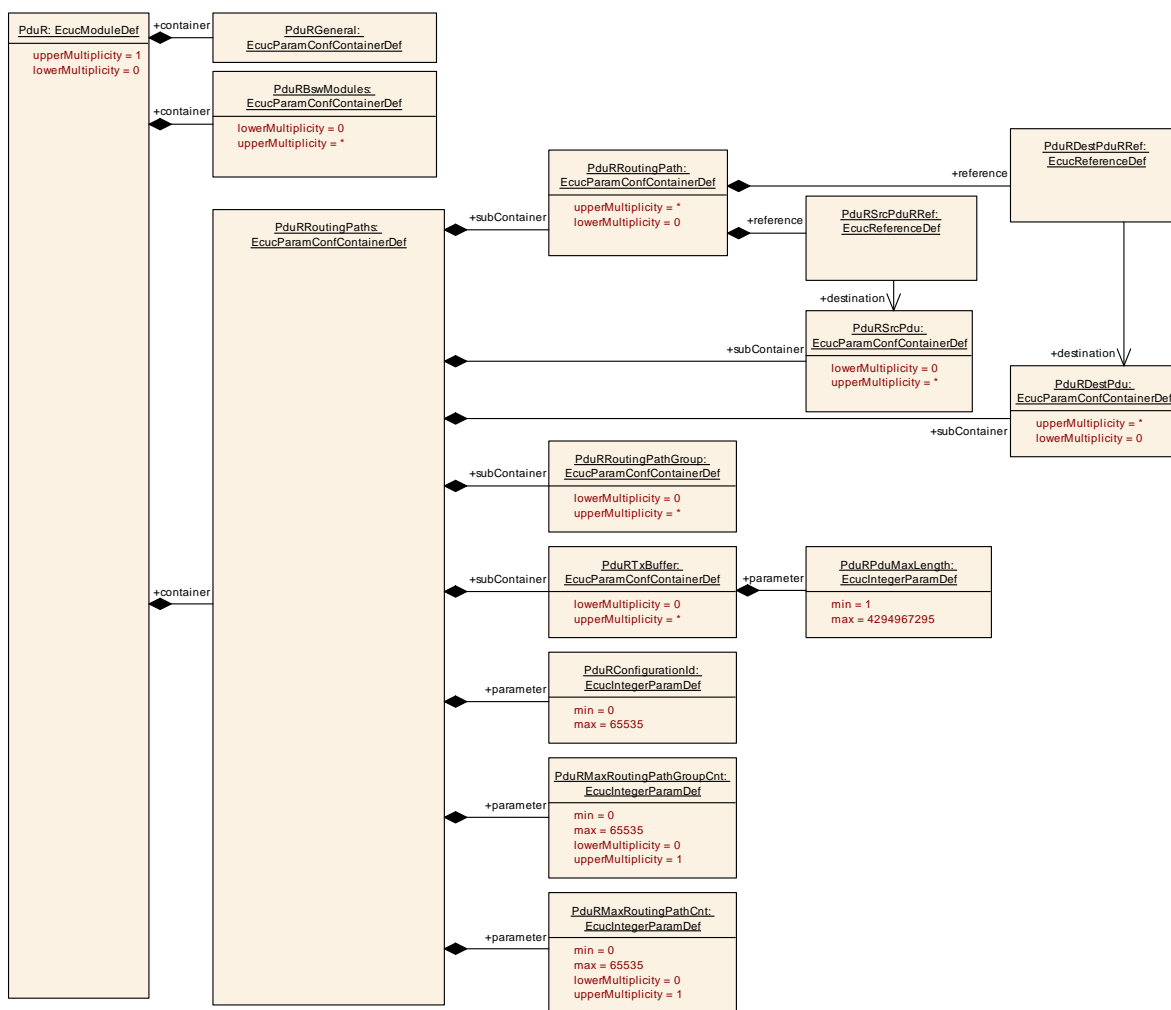 PduR: EcucModuleDef
upperMultiplicity = 1
lowerMultiplicity = 0
+container
PduRGeneral:
EcucParamConfContainerDef
+container
PduRBswModules:
EcucParamConfContainerDef
lowerMultiplicity = 0
upperMultiplicity = *
+container
PduRRoutingPaths:
EcucParamConfContainerDef
+subContainer
PduRRoutingPath:
EcucParamConfContainerDef
upperMultiplicity = *
lowerMultiplicity = 0
+reference
PduRDestPduRRef:
EcucReferenceDef
+reference
PduRSrcPduRRef:
EcucReferenceDef
+destination
+subContainer
PduRSrcPdu:
EcucParamConfContainerDef
lowerMultiplicity = 0
upperMultiplicity = *
+destination
+subContainer
PduRDestPdu:
EcucParamConfContainerDef
upperMultiplicity = *
lowerMultiplicity = 0
+subContainer
PduRRoutingPathGroup:
EcucParamConfContainerDef
lowerMultiplicity = 0
upperMultiplicity = *
+subContainer
PduRTxBuffer:
EcucParamConfContainerDef
lowerMultiplicity = 0
upperMultiplicity = *
+parameter
PduRPduMaxLength:
EcucIntegerParamDef
min = 1
max = 4294967295
+parameter
PduRConfigurationId:
EcucIntegerParamDef
min = 0
max = 65535
+parameter
PduRMaxRoutingPathGroupCnt:
EcucIntegerParamDef
min = 0
max = 65535
lowerMultiplicity = 0
upperMultiplicity = 1
+parameter
PduRMaxRoutingPathCnt:
EcucIntegerParamDef
min = 0
max = 65535
lowerMultiplicity = 0
upperMultiplicity = 1